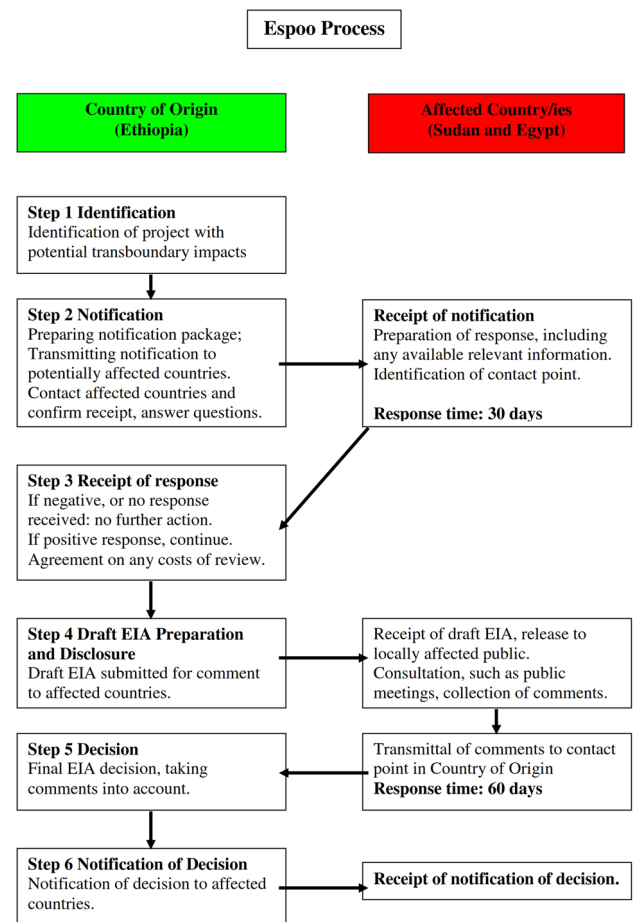 Espoo Process
Country of Origin
(Ethiopia)
Affected Country/ies
(Sudan and Egypt)
Step 1 Identification
Identification of project with
potential transboundary impacts
Step 2 Notification
Preparing notification package;
Transmitting notification to
potentially affected countries.
Contact affected countries and
confirm receipt, answer questions.
Receipt of notification
Preparation of response, including
any available relevant information.
Identification of contact point.
Response time: 30 days
Step 3 Receipt of response
If negative, or no response
received: no further action.
If positive response, continue.
Agreement on any costs of review.
Step 4 Draft EIA Preparation
and Disclosure
Draft EIA submitted for comment
to affected countries.
Receipt of draft EIA, release to
locally affected public.
Consultation, such as public
meetings, collection of comments.
Transmittal of comments to contact
point in Country of Origin
Response time: 60 days
Step 5 Decision
Final EIA decision, taking
comments into account.
Step 6 Notification of Decision
Notification of decision to affected
countries.
Receipt of notification of decision.